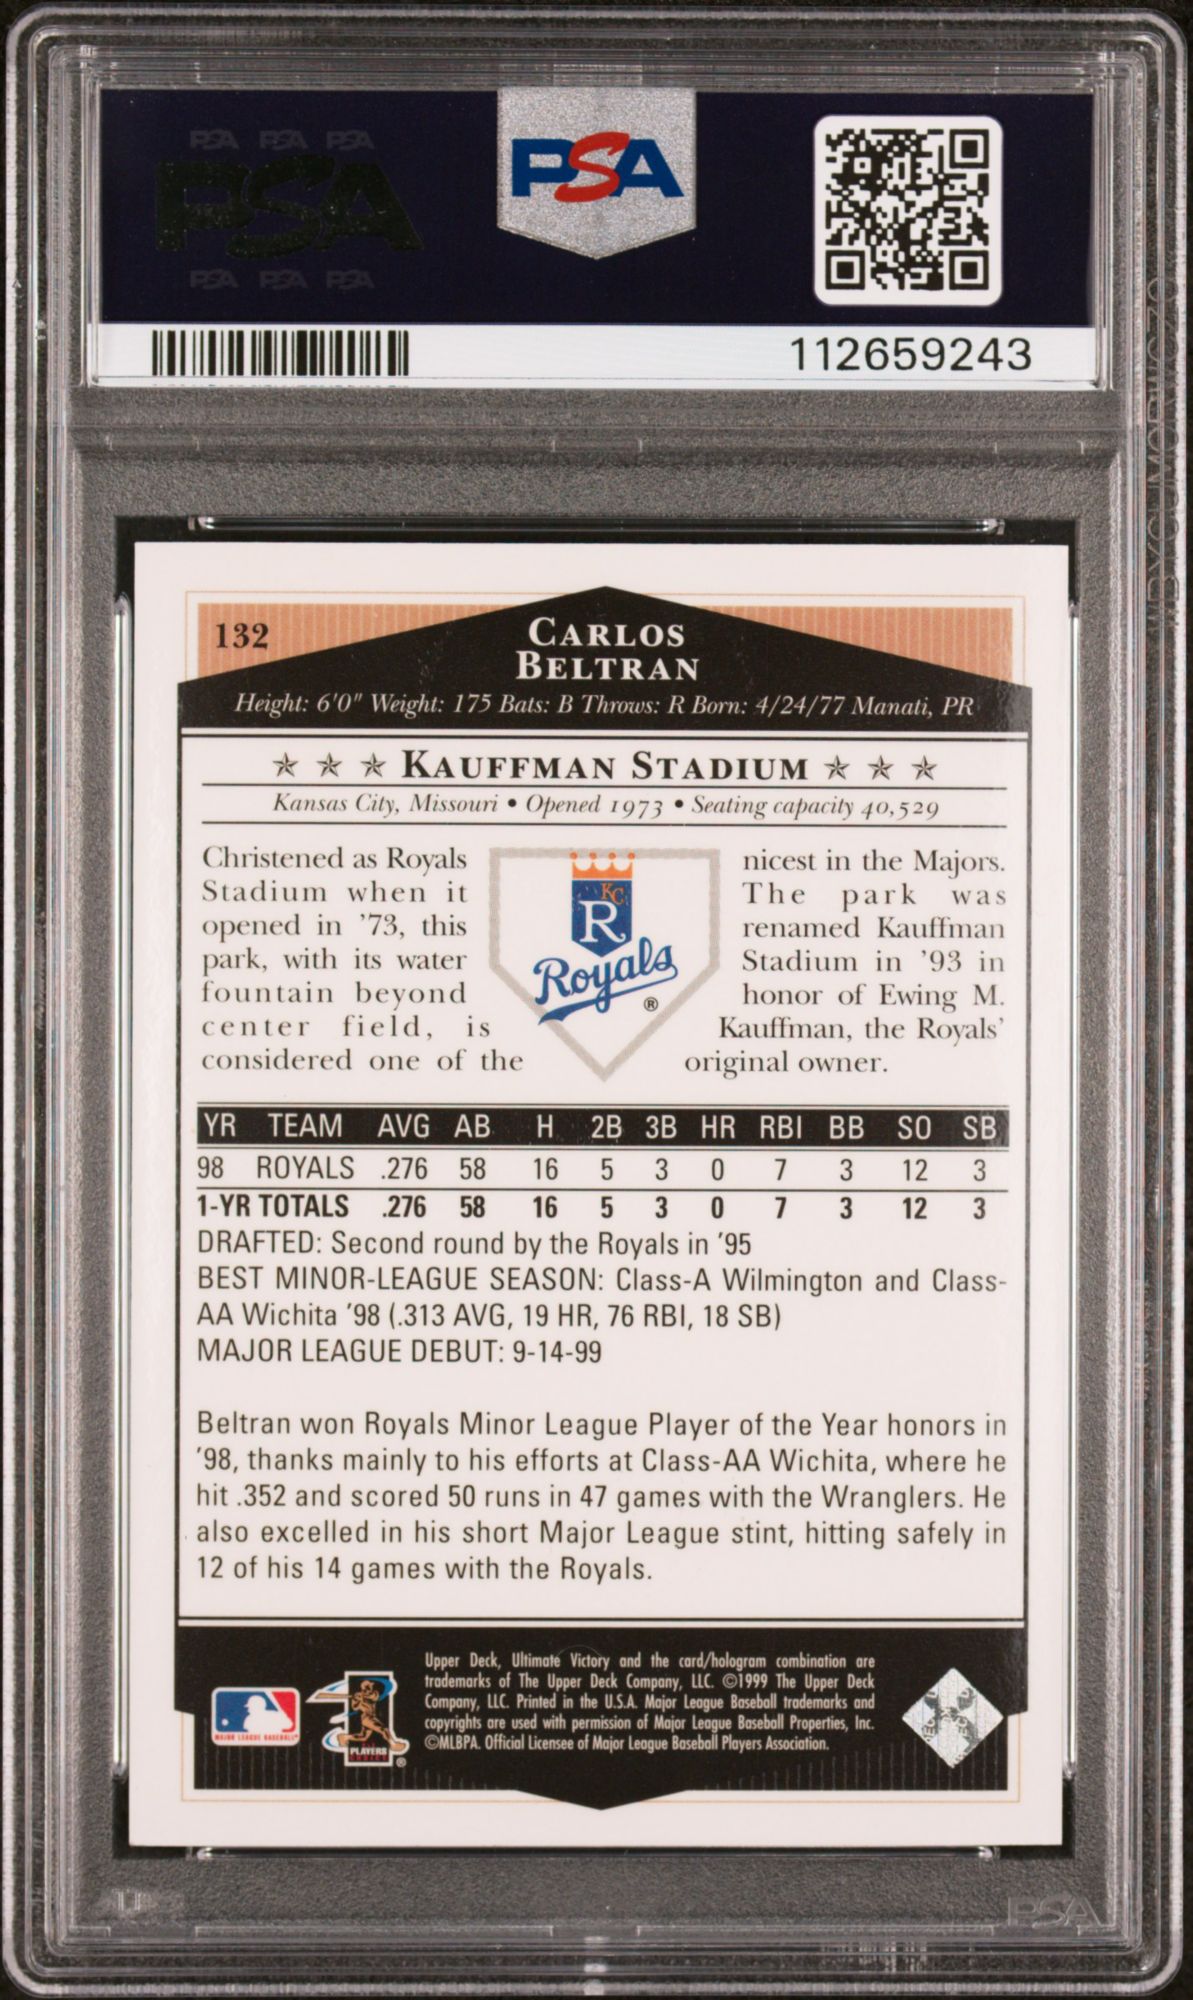 PSA PSA PSA
PSA
PSA PSA PSA
PSA
112659243
132
CARLOS
BELTRAN
Height: 6'0" Weight: 175 Bats: B Throws: R Born: 4/24/77 Manati, PR
KAUFFMAN STADIUM
Kansas City, Missouri • Opened 1973 • Seating capacity 40,529
Christened as Royals
Stadium when it
opened in '73, this
park, with its water
fountain beyond
center field, is
considered one of the
KC
R
Royals
®
nicest in the Majors.
The park was
renamed Kauffman
Stadium in '93 in
honor of Ewing M.
Kauffman, the Royals'
original owner.
YR TEAM AVG AB H 2B 3B HR RBI BB SO SB
98 ROYALS .276 58 16 5 3 0 7 3 12 3
1-YR TOTALS .276 58 16 5 3 0 7 3 12 3
DRAFTED: Second round by the Royals in '95
BEST MINOR-LEAGUE SEASON: Class-A Wilmington and Class-
AA Wichita '98 (.313 AVG, 19 HR, 76 RBI, 18 SB)
MAJOR LEAGUE DEBUT: 9-14-99
Beltran won Royals Minor League Player of the Year honors in
'98, thanks mainly to his efforts at Class-AA Wichita, where he
hit .352 and scored 50 runs in 47 games with the Wranglers. He
also excelled in his short Major League stint, hitting safely in
12 of his 14 games with the Royals.
MAJOR LEAGUE BASEBALL
PLAYERS
CHOICE
®
Upper Deck, Ultimate Victory and the card/hologram combination are
trademarks of The Upper Deck Company, LLC. ©1999 The Upper Deck
Company, LLC. Printed in the U.S.A. Major League Baseball trademarks and
copyrights are used with permission of Major League Baseball Properties, Inc.
©MLBPA. Official Licensee of Major League Baseball Players Association.
PSA